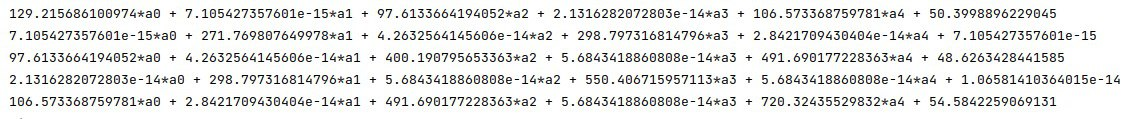 129.215686100974*a0 + 7.105427357601e-15*a1 + 97.6133664194052*a2 + 2.1316282072803e-14*a3 + 106.573368759781*a4 + 50.3998896229045
7.105427357601e-15*a0 + 271.769807649978*a1 + 4.2632564145606e-14*a2 + 298.797316814796*a3 + 2.8421709430404e-14*a4 + 7.105427357601e-15
97.6133664194052*a0 + 4.2632564145606e-14*a1 + 400.190795653363*a2 + 5.6843418860808e-14*a3 + 491.690177228363*a4 + 48.6263428441585
2.1316282072803e-14*a0 + 298.797316814796*a1 + 5.6843418860808e-14*a2 + 550.406715957113*a3 + 5.6843418860808e-14*a4 + 1.06581410364015e-14
106.573368759781*a0 + 2.8421709430404e-14*a1 + 491.690177228363*a2 + 5.6843418860808e-14*a3 + 720.32435529832*a4 + 54.5842259069131